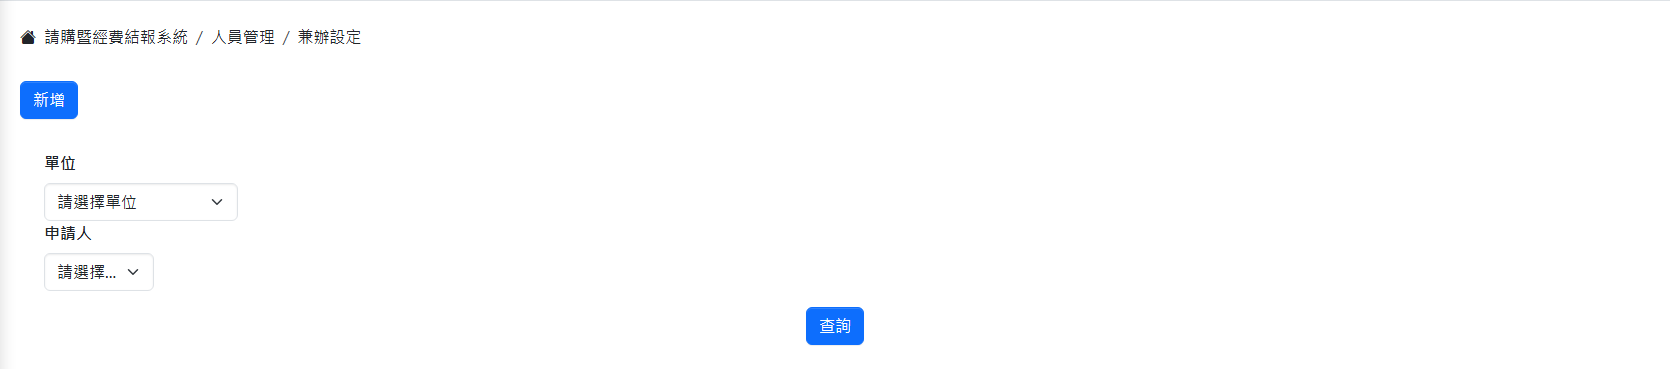 請購暨經費結報系統 / 人員管理 / 兼辦設定
新增
單位
請選擇單位
申請人
請選擇...
查詢